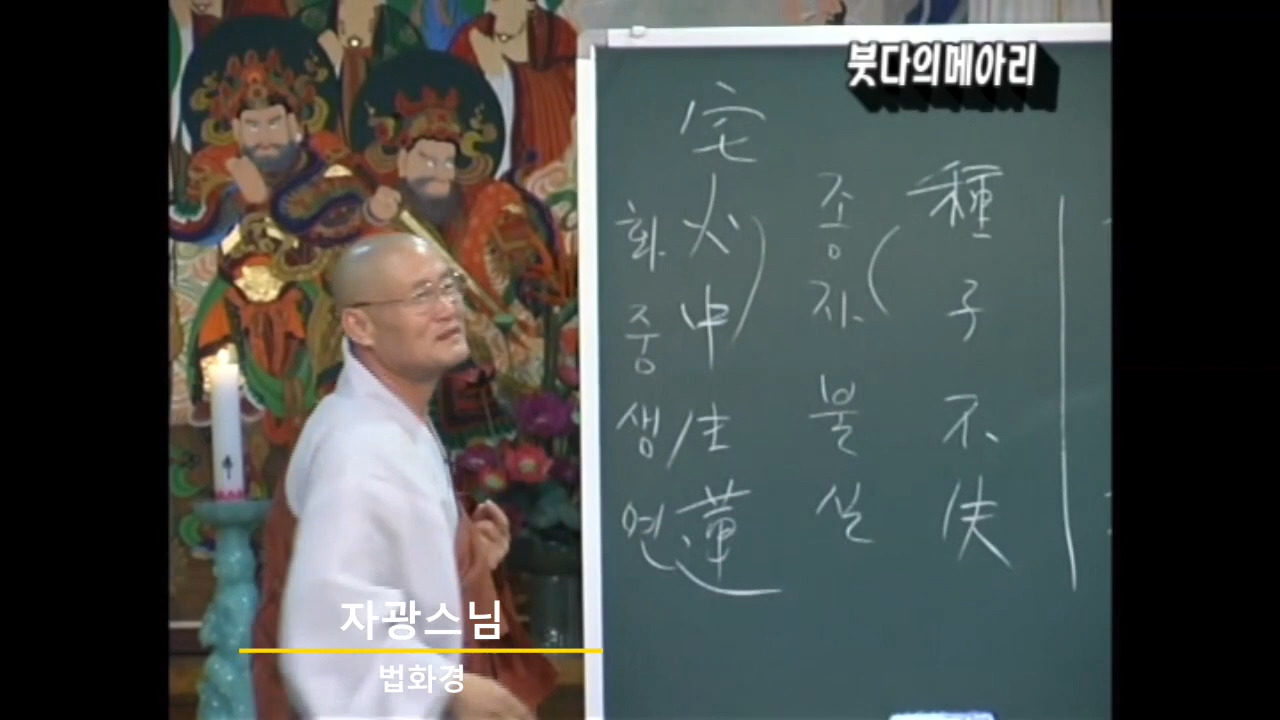 붓다의메아리
種子不失
종자불실
宅火中生蓮
화중생연
자광스님
법화경